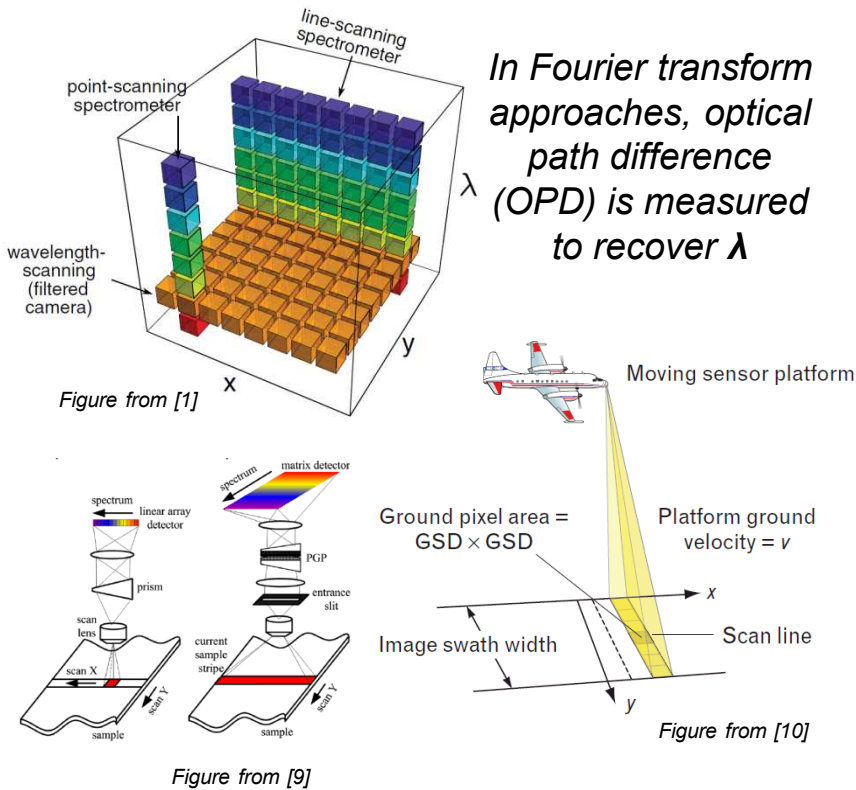 line-scanning
spectrometer
point-scanning
spectrometer
λ
wavelength-
scanning
(filtered
camera)
x
y
Figure from [1]
In Fourier transform
approaches, optical
path difference
(OPD) is measured
to recover λ
Moving sensor platform
Ground pixel area =
GSD × GSD
Platform ground
velocity = v
x
Image swath width
Scan line
y
Figure from [10]
spectrum
linear array
detector
prism
scan
lens
scan X
scan Y
sample
matrix detector
spectrum
PGP
entrance
slit
current
sample
stripe
scan Y
sample
Figure from [9]